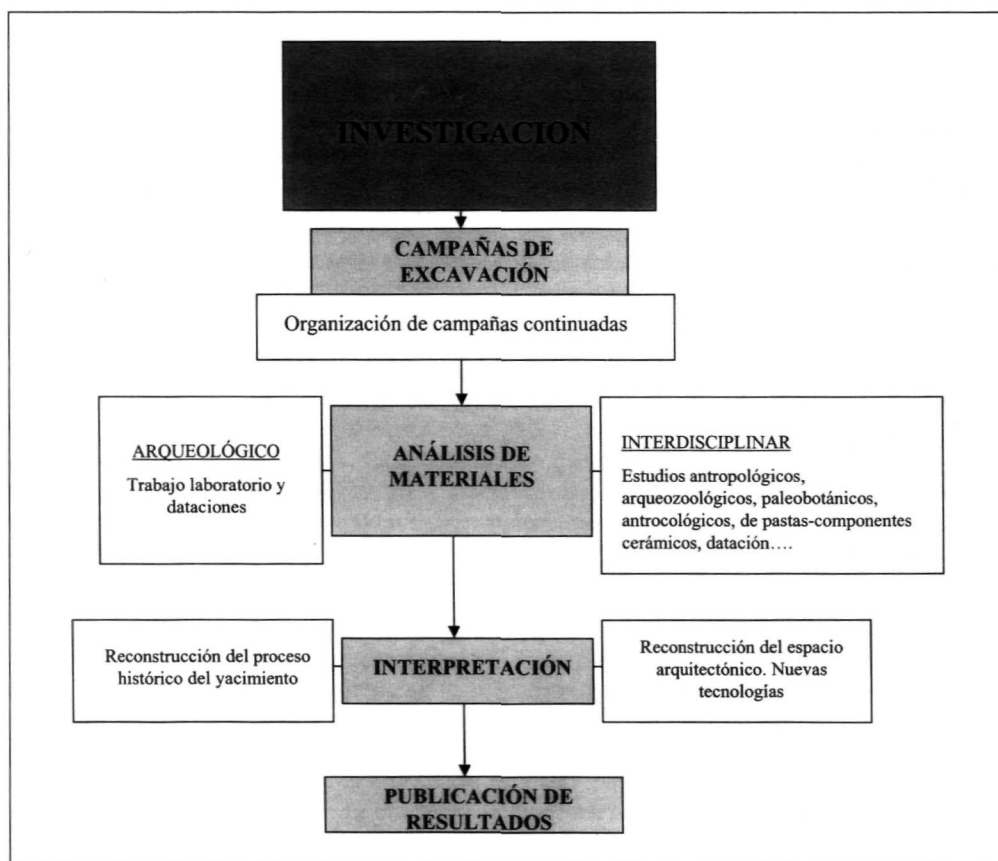 INVESTIGACION
CAMPAÑAS DE
EXCAVACIÓN
Organización de campañas continuadas
ARQUEOLÓGICO
Trabajo laboratorio y
dataciones
ANÁLISIS DE
MATERIALES
INTERDISCIPLINAR
Estudios antropológicos,
arqueozoológicos, paleobotánicos,
antrocológicos, de pastas-componentes
cerámicos, datación….
Reconstrucción del proceso
histórico del yacimiento
INTERPRETACIÓN
Reconstrucción del espacio
arquitectónico. Nuevas
tecnologías
PUBLICACIÓN DE
RESULTADOS